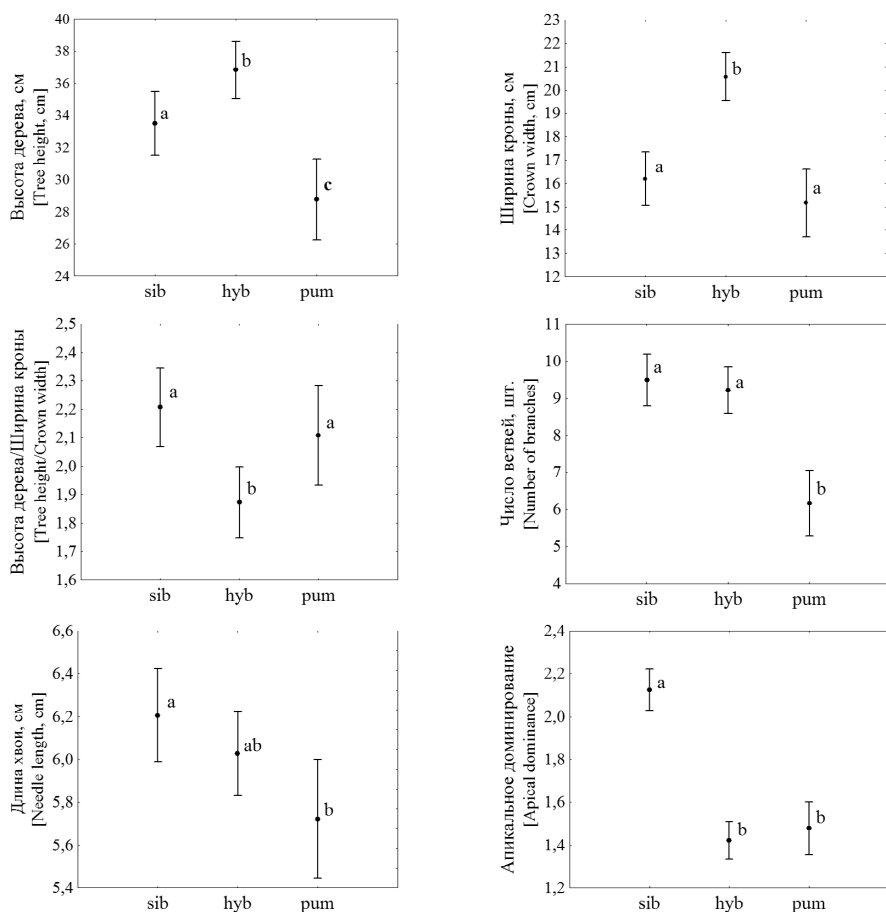 Высота дерева, см
[Tree height, cm]
40
38
36
34
32
30
28
26
24
a
b
c
sib hyb pum
Ширина кроны, см
[Crown width, cm]
23
22
21
20
19
18
17
16
15
14
13
12
a
b
a
sib hyb pum
Высота дерева/Ширина кроны
[Tree height/Crown width]
2,5
2,4
2,3
2,2
2,1
2,0
1,9
1,8
1,7
1,6
a
b
a
sib hyb pum
Число ветвей, шт.
[Number of branches]
11
10
9
8
7
6
5
4
a
a
b
sib hyb pum
Длина хвои, см
[Needle length, cm]
6,6
6,4
6,2
6,0
5,8
5,6
5,4
a
ab
b
sib hyb pum
Апикальное доминирование
[Apical dominance]
2,4
2,2
2,0
1,8
1,6
1,4
1,2
a
b
b
sib hyb pum